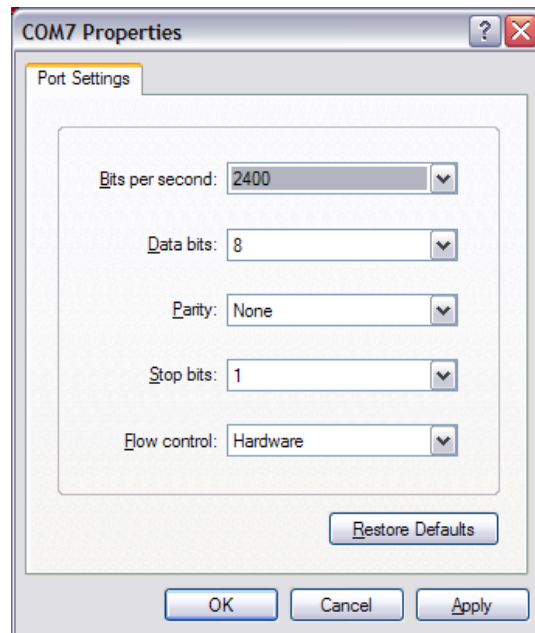 COM7 Properties
?
Port Settings
Bits per second: 2400
Data bits: 8
Parity: None
Stop bits: 1
Flow control: Hardware
Restore Defaults
OK Cancel Apply